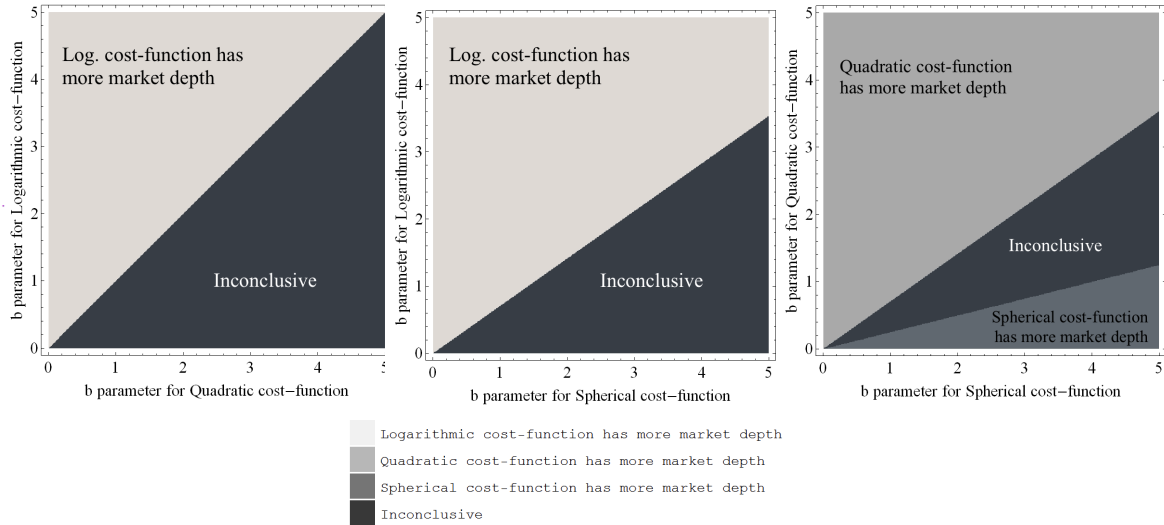 b parameter for Logarithmic cost−function
5
4
3
2
1
0
Log. cost-function has
more market depth
Inconclusive
0 1 2 3 4 5
b parameter for Quadratic cost−function
b parameter for Logarithmic cost−function
5
4
3
2
1
0
Log. cost-function has
more market depth
Inconclusive
0 1 2 3 4 5
b parameter for Spherical cost−function
b parameter for Quadratic cost−function
5
4
3
2
1
0
Quadratic cost-function
has more market depth
Inconclusive
Spherical cost-function
has more market depth
0 1 2 3 4 5
b parameter for Spherical cost−function
Logarithmic cost-function has more market depth
Quadratic cost-function has more market depth
Spherical cost-function has more market depth
Inconclusive